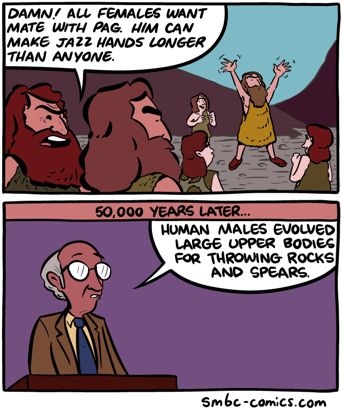 DAMN! ALL FEMALES WANT
MATE WITH PAG. HIM CAN
MAKE JAZZ HANDS LONGER
THAN ANYONE.
50,000 YEARS LATER...
HUMAN MALES EVOLVED
LARGE UPPER BODIES
FOR THROWING ROCKS
AND SPEARS.
smbc-comics.com